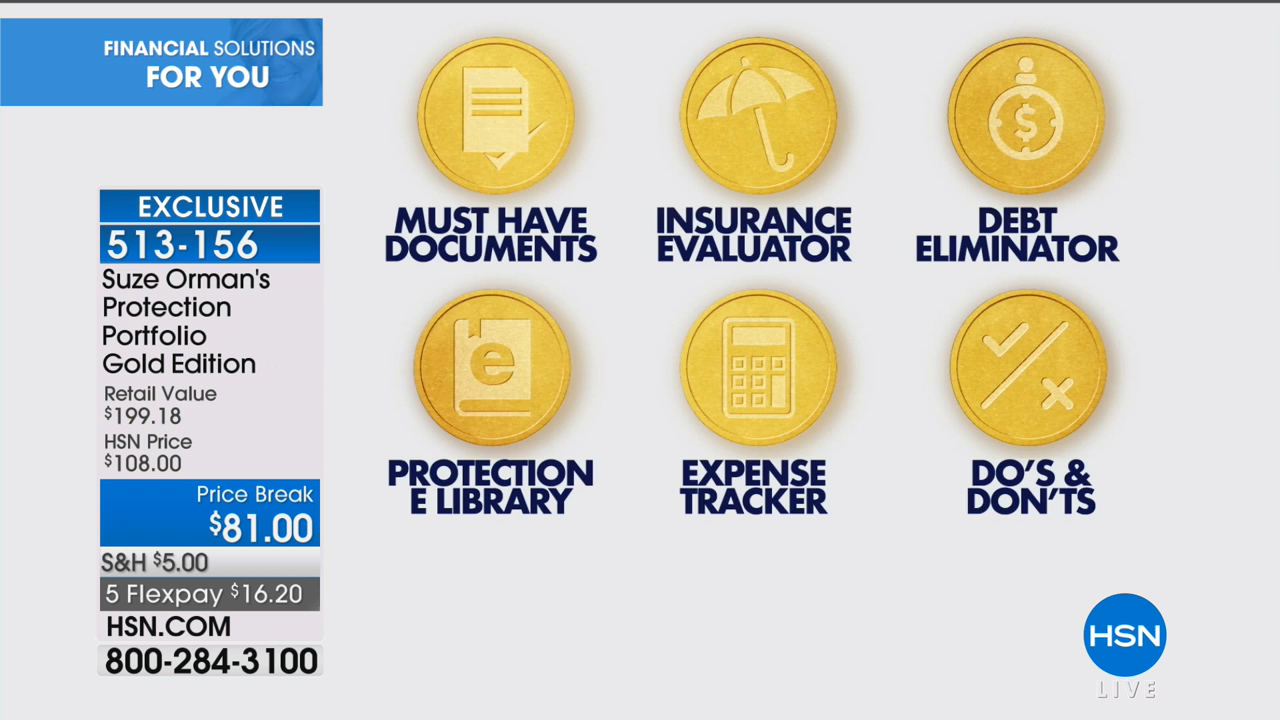 FINANCIAL SOLUTIONS
FOR YOU
EXCLUSIVE
513-156
Suze Orman's
Protection
Portfolio
Gold Edition
Retail Value
$199.18
HSN Price
$108.00
Price Break
$81.00
S&H $5.00
5 Flexpay $16.20
HSN.COM
800-284-3100
$
MUST HAVE
DOCUMENTS
INSURANCE
EVALUATOR
DEBT
ELIMINATOR
e
PROTECTION
E LIBRARY
EXPENSE
TRACKER
DO'S &
DON'TS
HSN
LIVE